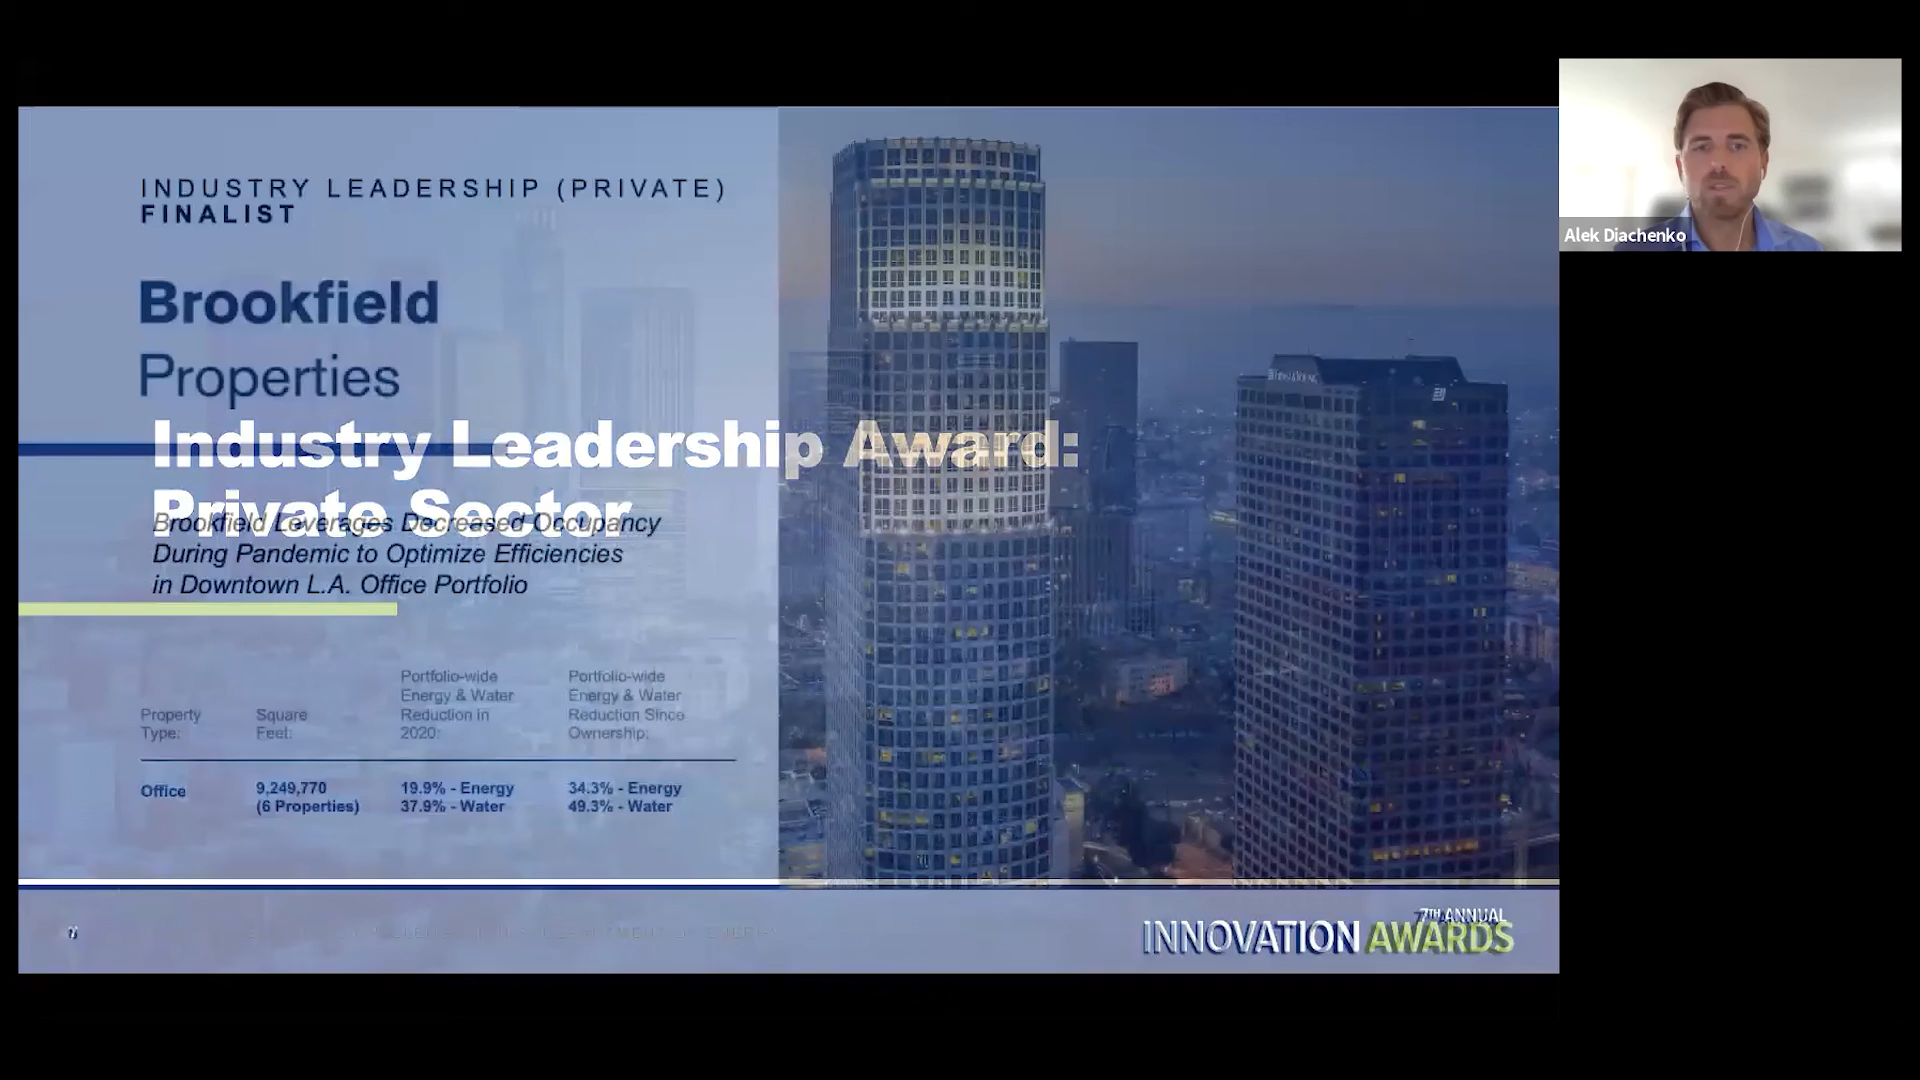 INDUSTRY LEADERSHIP (PRIVATE)
FINALIST
Brookfield
Properties
Industry Leadership Award:
Private Sector
Brookfield Leverages Decreased Occupancy
During Pandemic to Optimize Efficiencies
in Downtown L.A. Office Portfolio
Property Type:
Square Feet:
Portfolio-wide Energy & Water Reduction in 2020:
Portfolio-wide Energy & Water Reduction Since Ownership:
Office
9,249,770 (6 Properties)
19.9% - Energy 37.9% - Water
34.3% - Energy 49.3% - Water
7TH ANNUAL
INNOVATION AWARDS
Alek Diachenko